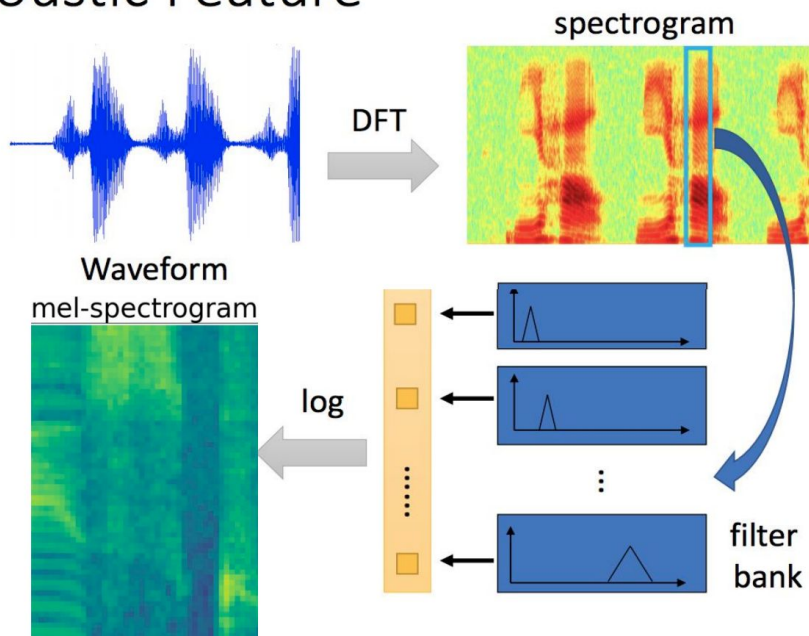 spectrogram
DFT
Waveform
mel-spectrogram
log
filter
bank